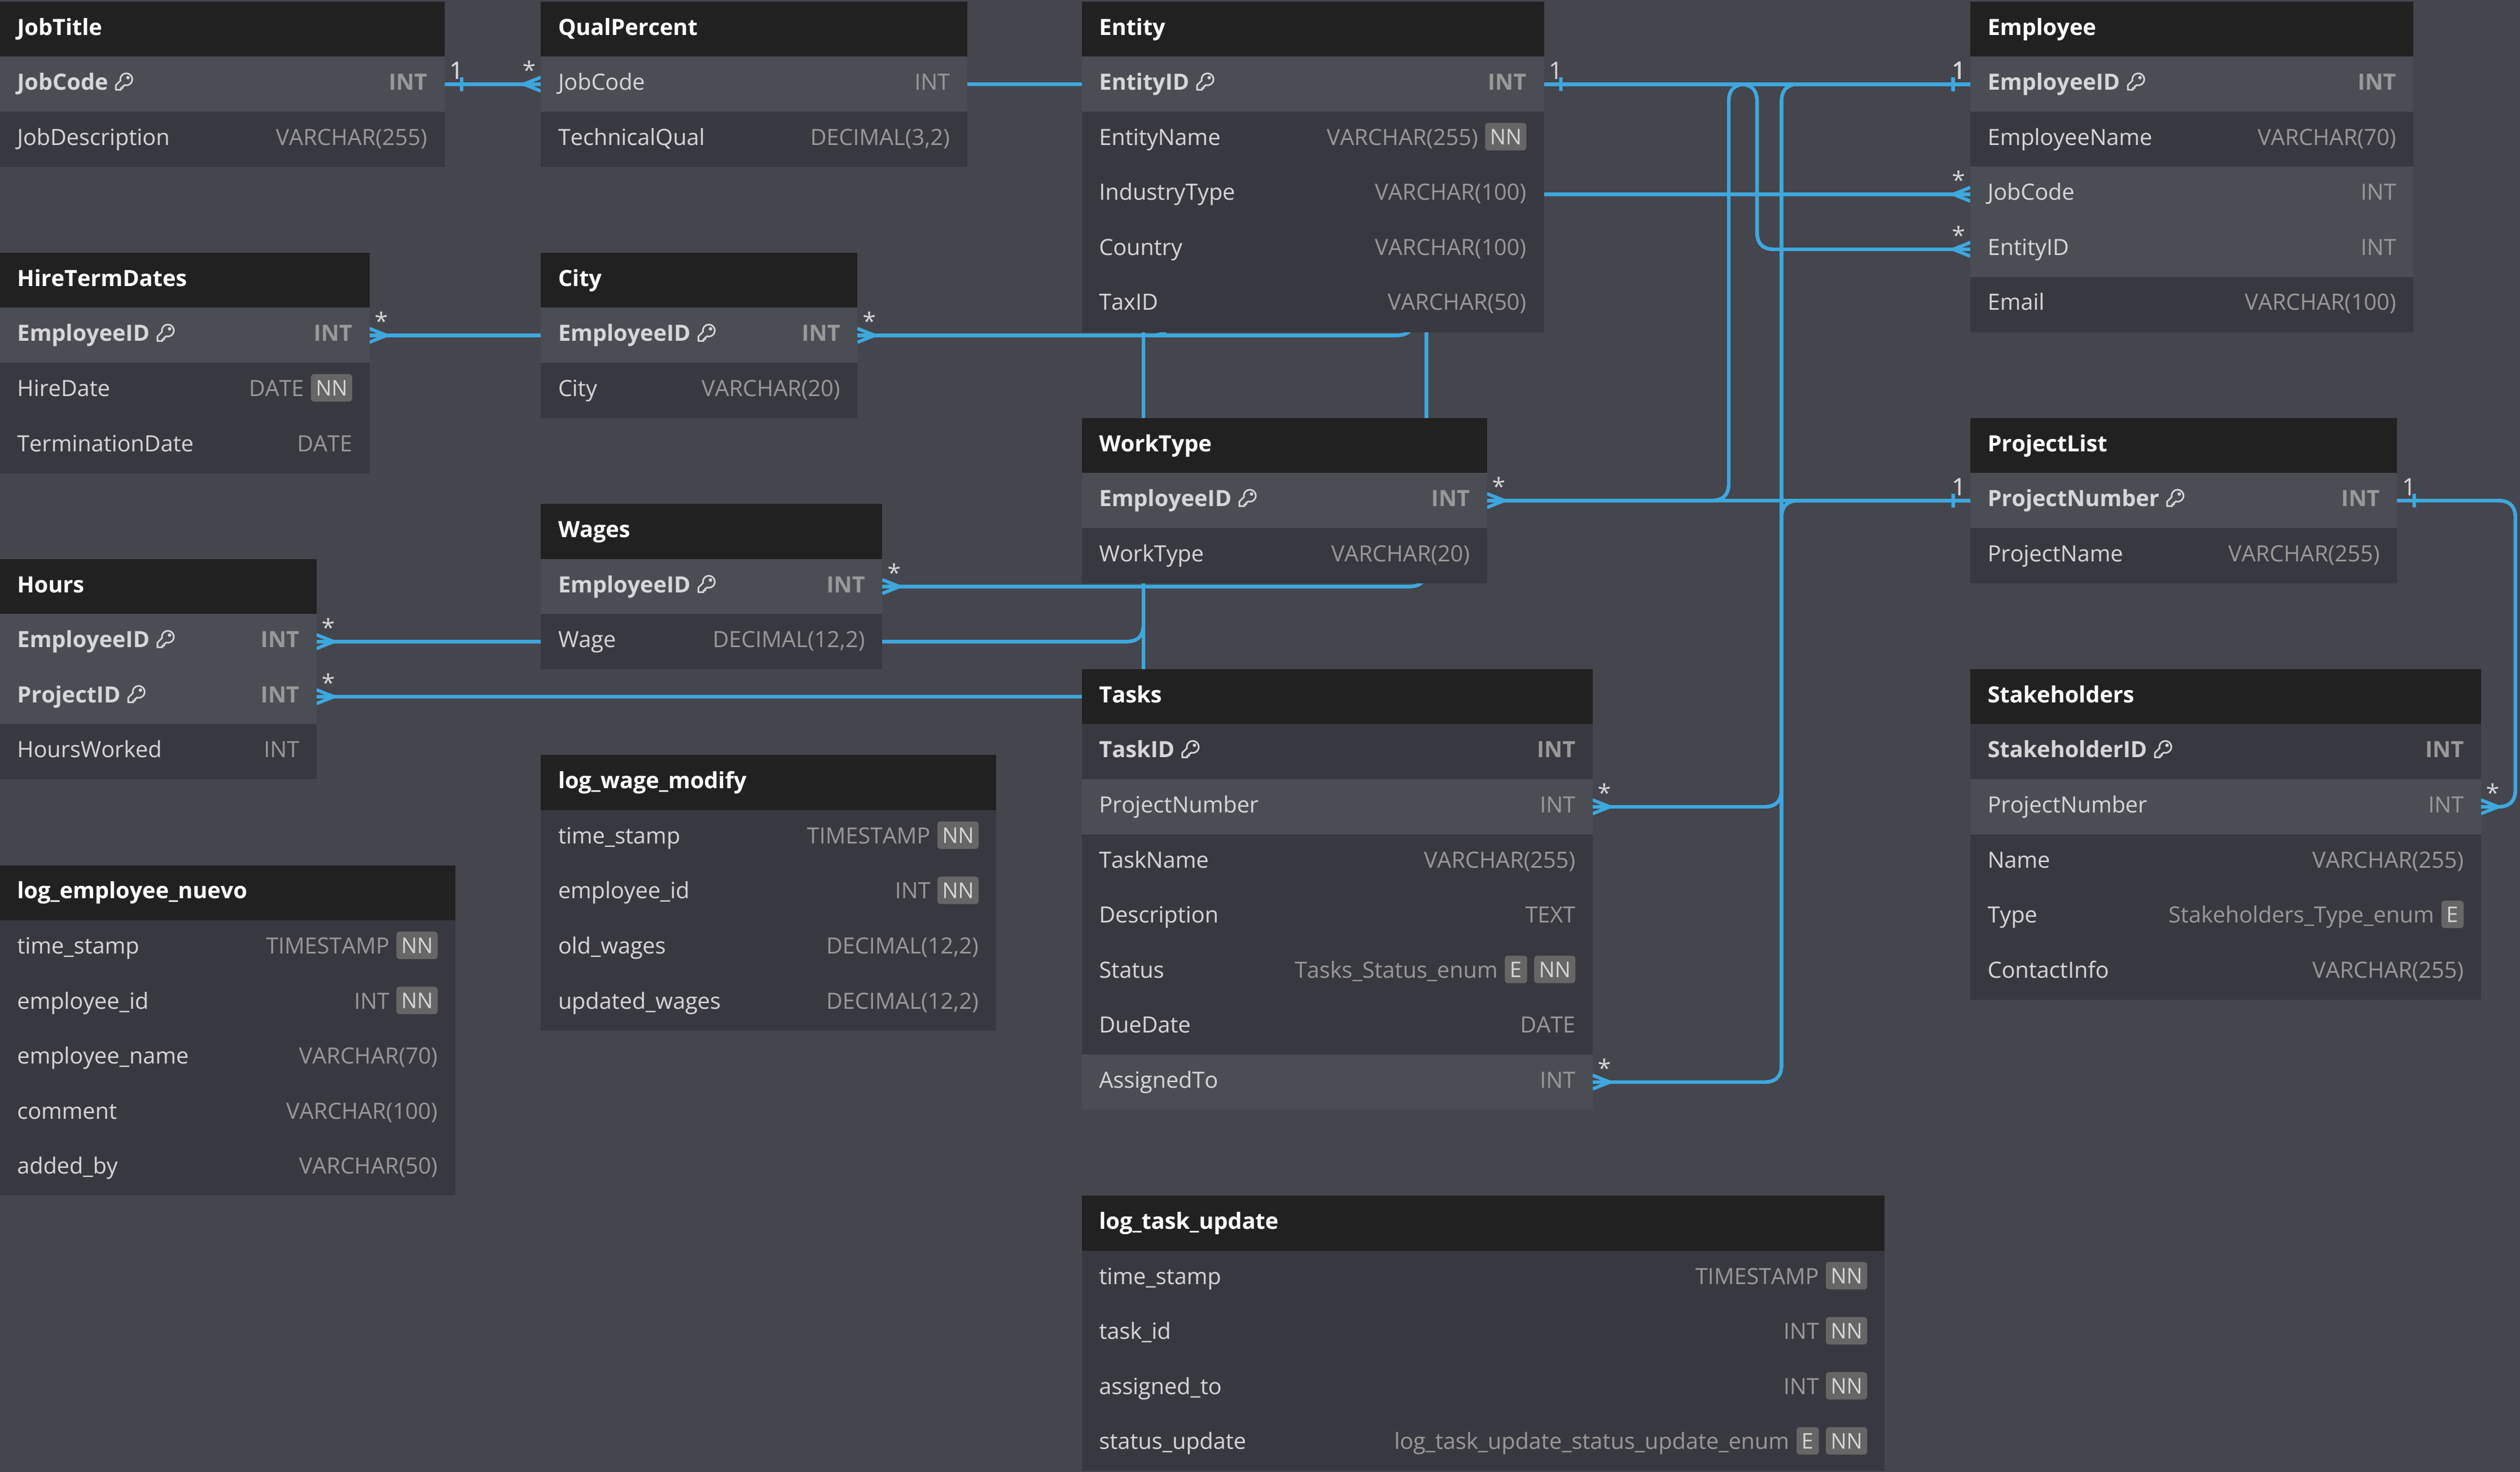 JobTitle
JobCode INT
JobDescription VARCHAR(255)
1 *
QualPercent
JobCode INT
TechnicalQual DECIMAL(3,2)
Entity
EntityID INT
EntityName VARCHAR(255) NN
IndustryType VARCHAR(100)
Country VARCHAR(100)
TaxID VARCHAR(50)
1 1
*
*
Employee
EmployeeID INT
EmployeeName VARCHAR(70)
JobCode INT
EntityID INT
Email VARCHAR(100)
HireTermDates
EmployeeID INT *
HireDate DATE NN
TerminationDate DATE
City
EmployeeID INT *
City VARCHAR(20)
WorkType
EmployeeID INT *
WorkType VARCHAR(20)
1
ProjectList
ProjectNumber INT 1
ProjectName VARCHAR(255)
Wages
EmployeeID INT *
Wage DECIMAL(12,2)
Hours
EmployeeID INT *
ProjectID INT *
HoursWorked INT
Tasks
TaskID INT
ProjectNumber INT *
TaskName VARCHAR(255)
Description TEXT
Status Tasks_Status_enum E NN
DueDate DATE
AssignedTo INT *
Stakeholders
StakeholderID INT
ProjectNumber INT *
Name VARCHAR(255)
Type Stakeholders_Type_enum E
ContactInfo VARCHAR(255)
log_wage_modify
time_stamp TIMESTAMP NN
employee_id INT NN
old_wages DECIMAL(12,2)
updated_wages DECIMAL(12,2)
log_employee_nuevo
time_stamp TIMESTAMP NN
employee_id INT NN
employee_name VARCHAR(70)
comment VARCHAR(100)
added_by VARCHAR(50)
log_task_update
time_stamp TIMESTAMP NN
task_id INT NN
assigned_to INT NN
status_update log_task_update_status_update_enum E NN